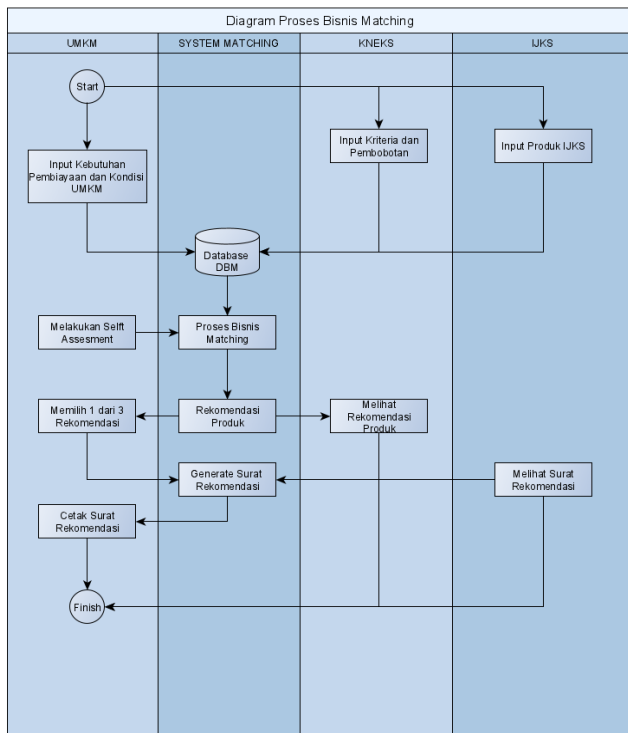 Diagram Proses Bisnis Matching
UMKM
SYSTEM MATCHING
KNEKS
IJKS
Start
Input Kebutuhan
Pembiayaan dan Kondisi
UMKM
Input Kriteria dan
Pembobotan
Input Produk IJKS
Database
DBM
Melakukan Selft
Assesment
Proses Bisnis
Matching
Memilih 1 dari 3
Rekomendasi
Rekomendasi
Produk
Melihat
Rekomendasi
Produk
Generate Surat
Rekomendasi
Melihat Surat
Rekomendasi
Cetak Surat
Rekomendasi
Finish